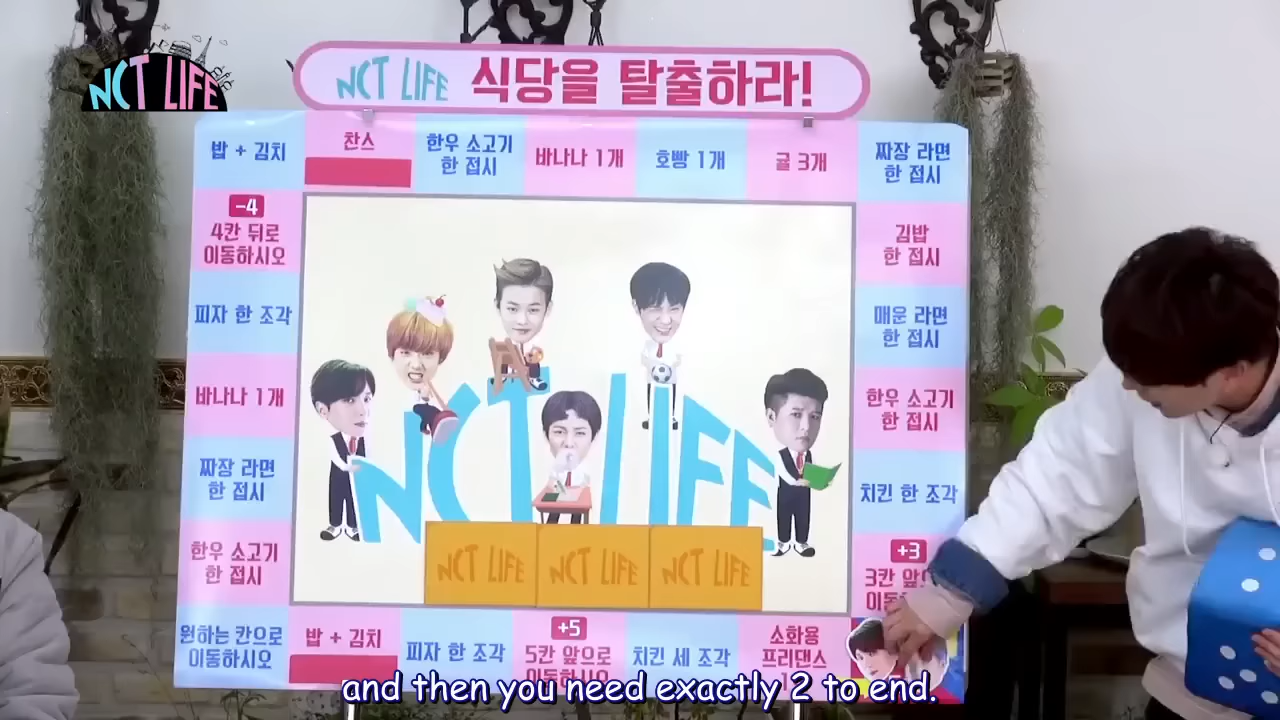 NCT LIFE
NCT LIFE 식당을 탈출하라!
밥 + 김치
찬스
한우 소고기
한 접시
바나나 1개
호빵 1개
귤 3개
짜장 라면
한 접시
-4
4칸 뒤로
이동하시오
김밥
한 접시
피자 한 조각
매운 라면
한 접시
바나나 1개
한우 소고기
한 접시
짜장 라면
한 접시
치킨 한 조각
NCT LIFE
한우 소고기
한 접시
NCT LIFE NCT LIFE NCT LIFE
+3
3칸
원하는 칸으로
이동하시오
밥 + 김치
피자 한 조각
+5
5칸 앞으로
이동하시오
치킨 세 조각
소화용
프리댄스
and then you need exactly 2 to end.